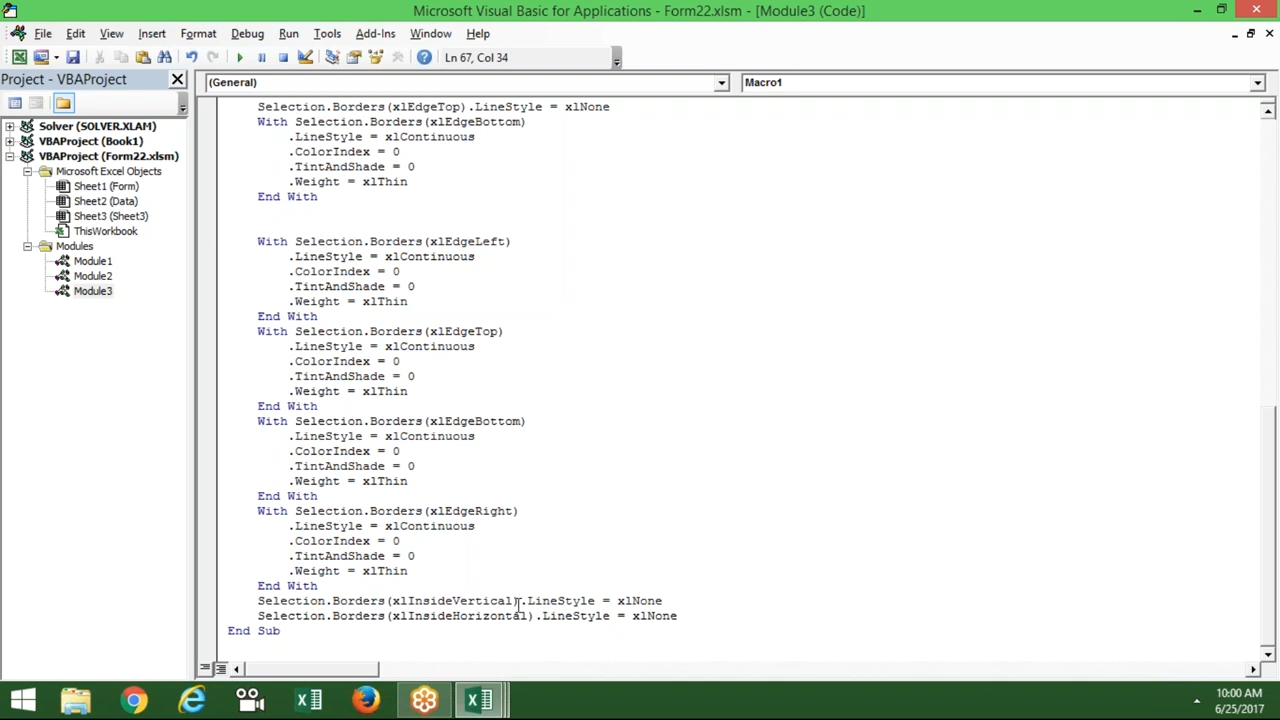 Microsoft Visual Basic for Applications - Form22.xlsm - [Module3 (Code)]
File Edit View Insert Format Debug Run Tools Add-Ins Window Help
Ln 67, Col 34
Project - VBAProject
(General)
Macro1
Solver (SOLVER.XLAM)
VBAProject (Book1)
VBAProject (Form22.xlsm)
Microsoft Excel Objects
Sheet1 (Form)
Sheet2 (Data)
Sheet3 (Sheet3)
ThisWorkbook
Modules
Module1
Module2
Module3
Selection.Borders(xlEdgeTop).LineStyle = xlNone
With Selection.Borders(xlEdgeBottom)
.LineStyle = xlContinuous
.ColorIndex = 0
.TintAndShade = 0
.Weight = xlThin
End With
With Selection.Borders(xlEdgeLeft)
.LineStyle = xlContinuous
.ColorIndex = 0
.TintAndShade = 0
.Weight = xlThin
End With
With Selection.Borders(xlEdgeTop)
.LineStyle = xlContinuous
.ColorIndex = 0
.TintAndShade = 0
.Weight = xlThin
End With
With Selection.Borders(xlEdgeBottom)
.LineStyle = xlContinuous
.ColorIndex = 0
.TintAndShade = 0
.Weight = xlThin
End With
With Selection.Borders(xlEdgeRight)
.LineStyle = xlContinuous
.ColorIndex = 0
.TintAndShade = 0
.Weight = xlThin
End With
Selection.Borders(xlInsideVertical).LineStyle = xlNone
Selection.Borders(xlInsideHorizontal).LineStyle = xlNone
End Sub
10:00 AM
6/25/2017